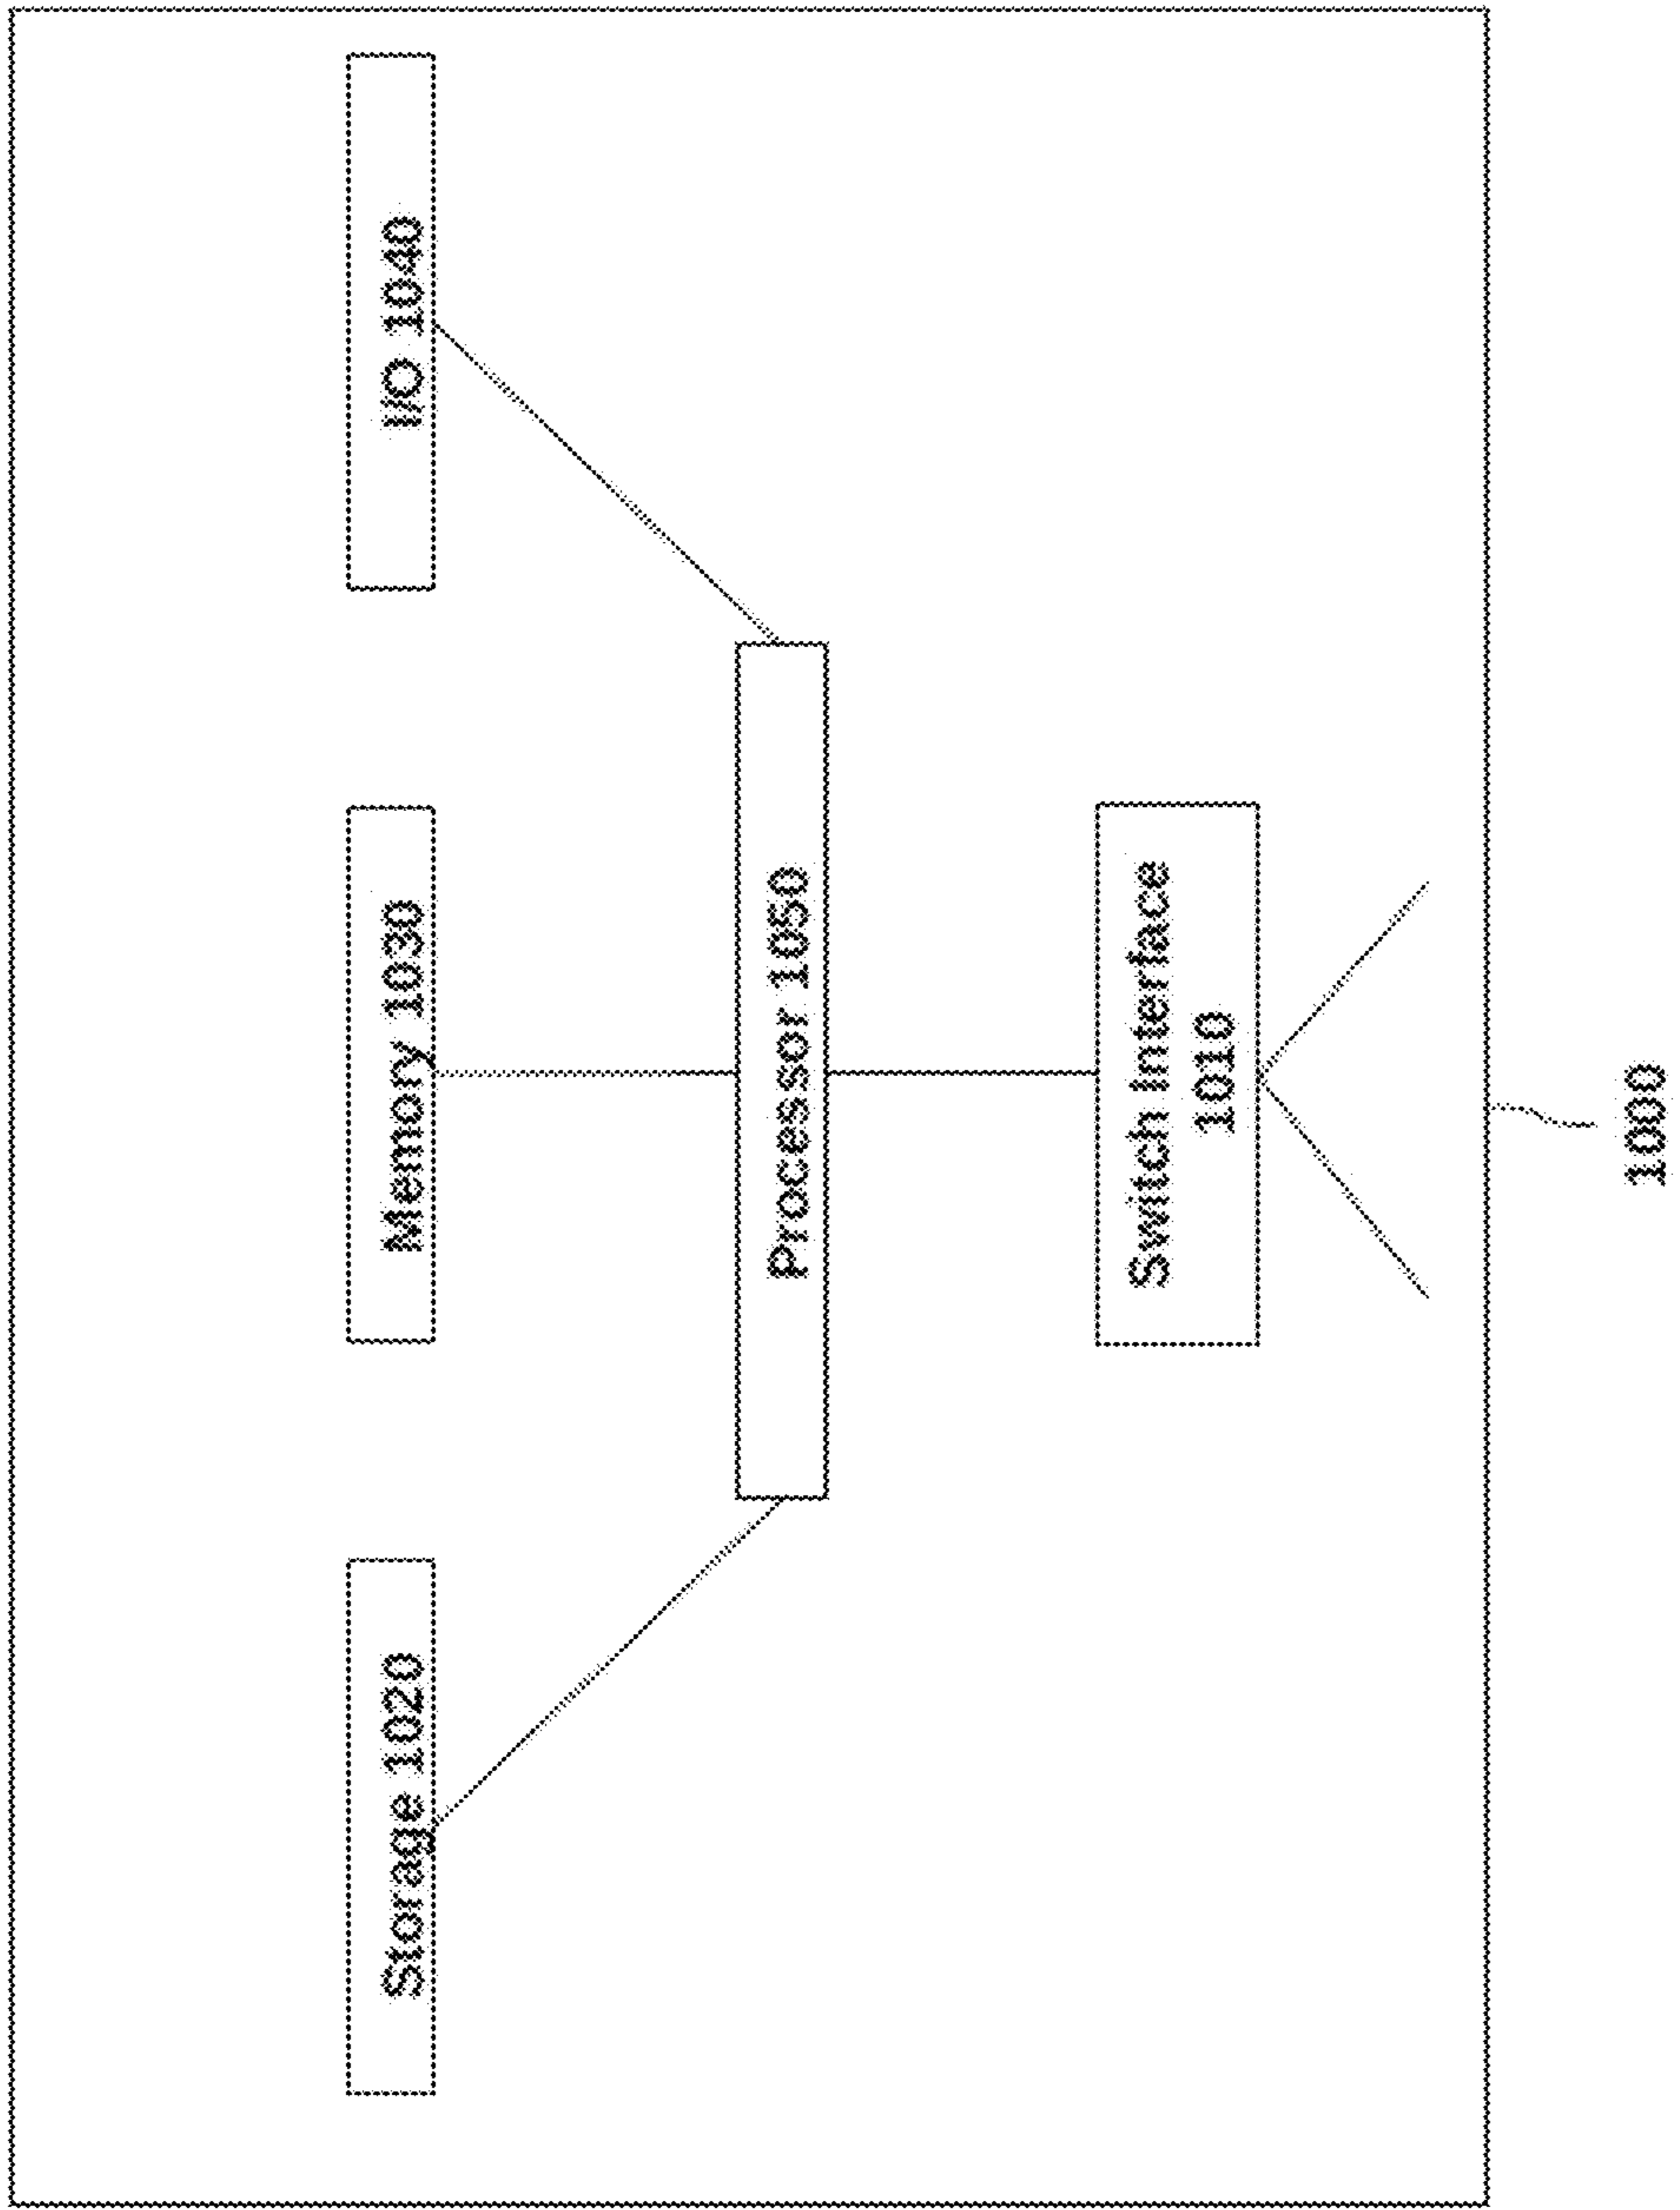 Storage 1020
Memory 1030
I/O 1040
Processor 1050
Switch Interface
1010
1000